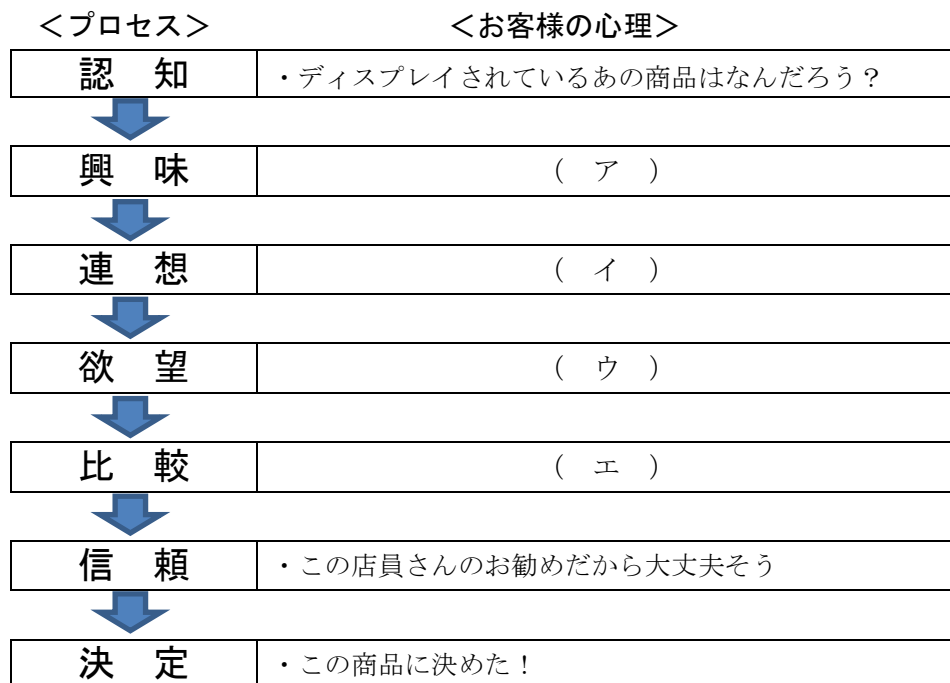 ＜プロセス＞ ＜お客様の心理＞
認 知 ・ディスプレイされているあの商品はなんだろう？
興 味 （ ア ）
連 想 （ イ ）
欲 望 （ ウ ）
比 較 （ エ ）
信 頼 ・この店員さんのお勧めだから大丈夫そう
決 定 ・この商品に決めた！